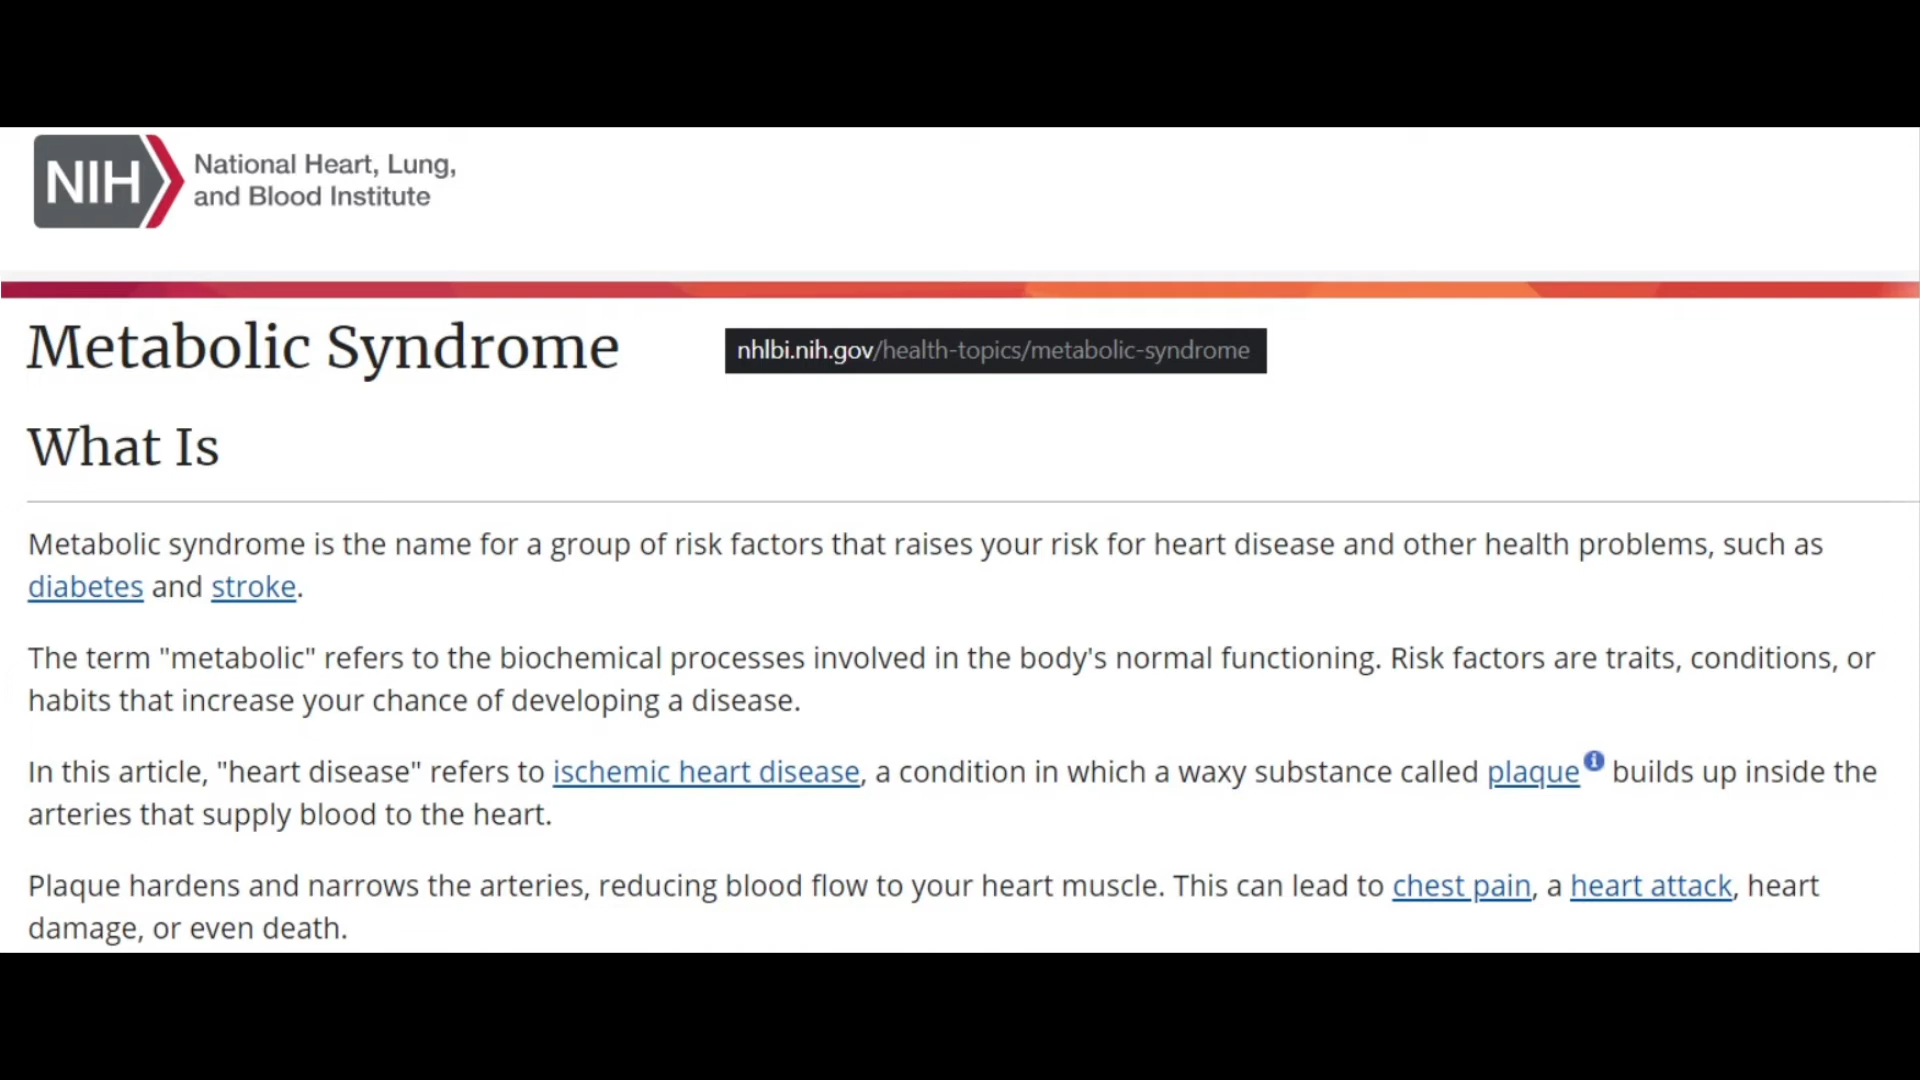 NIH National Heart, Lung,
and Blood Institute
Metabolic Syndrome
nhlbi.nih.gov/health-topics/metabolic-syndrome
What Is
Metabolic syndrome is the name for a group of risk factors that raises your risk for heart disease and other health problems, such as
diabetes and stroke.
The term "metabolic" refers to the biochemical processes involved in the body's normal functioning. Risk factors are traits, conditions, or
habits that increase your chance of developing a disease.
In this article, "heart disease" refers to ischemic heart disease, a condition in which a waxy substance called plaque i builds up inside the
arteries that supply blood to the heart.
Plaque hardens and narrows the arteries, reducing blood flow to your heart muscle. This can lead to chest pain, a heart attack, heart
damage, or even death.